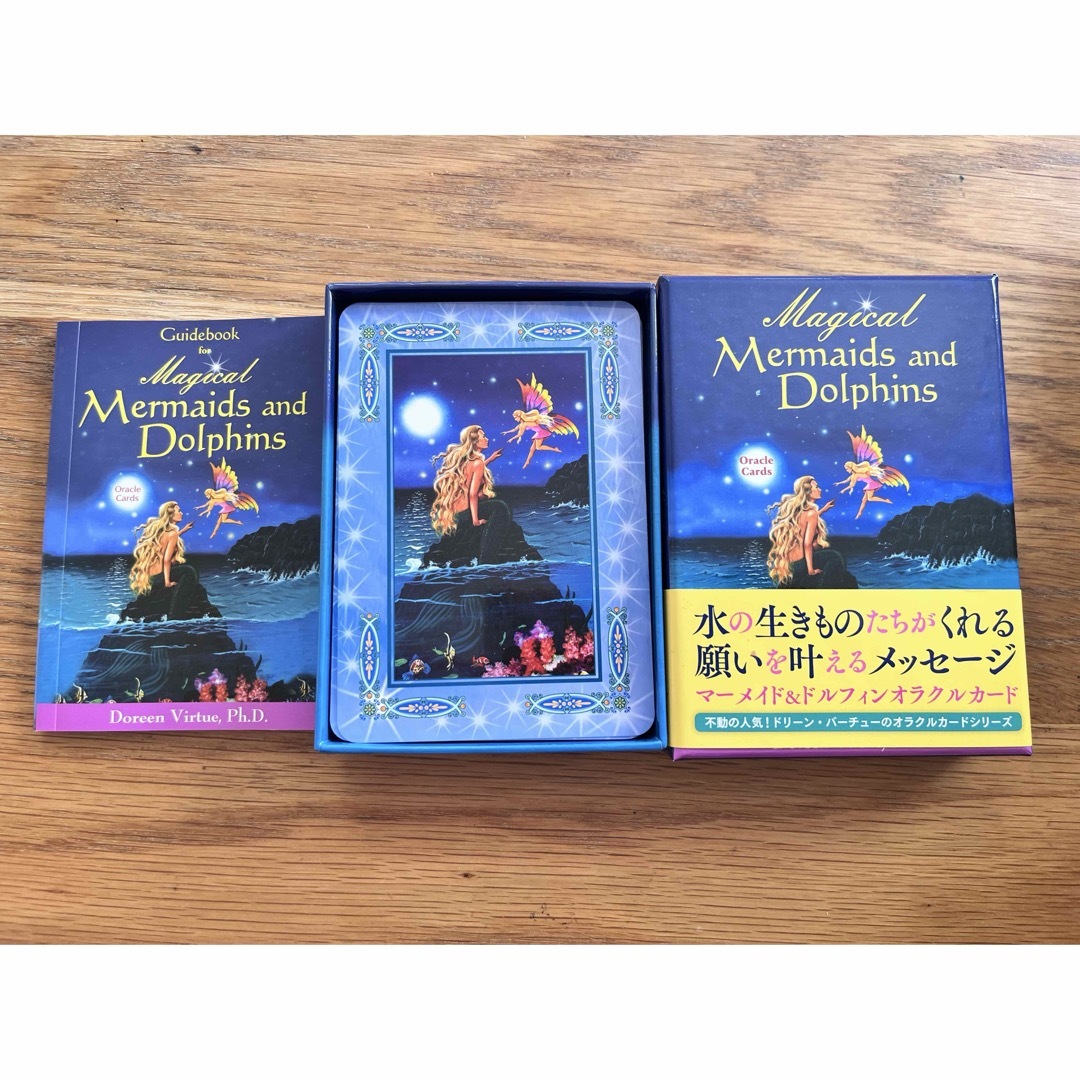 Guidebook
for
Magical
Mermaids and
Dolphins
Oracle
Cards
Doreen Virtue, Ph.D.
Magical
Mermaids and
Dolphins
Oracle
Cards
水の生きものたちがくれる
願いを叶えるメッセージ
マーメイド&ドルフィンオラクルカード
不動の人気!ドリーン・バーチューのオラクルカードシリーズ